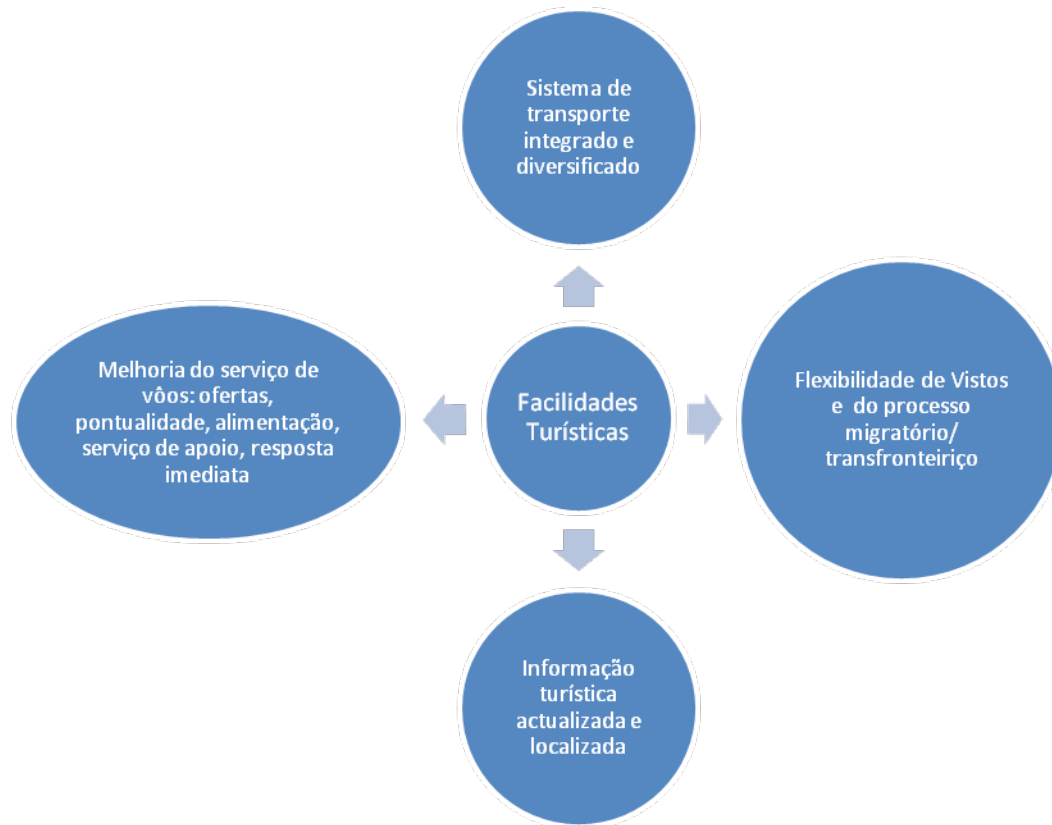 Sistema de
transporte
integrado e
diversificado
Melhoria do serviço de
vôos: ofertas,
pontualidade, alimentação,
serviço de apoio, resposta
imediata
Facilidades
Turísticas
Flexibilidade de Vistos
e do processo
migratório/
transfronteiriço
Informação
turística
actualizada e
localizada